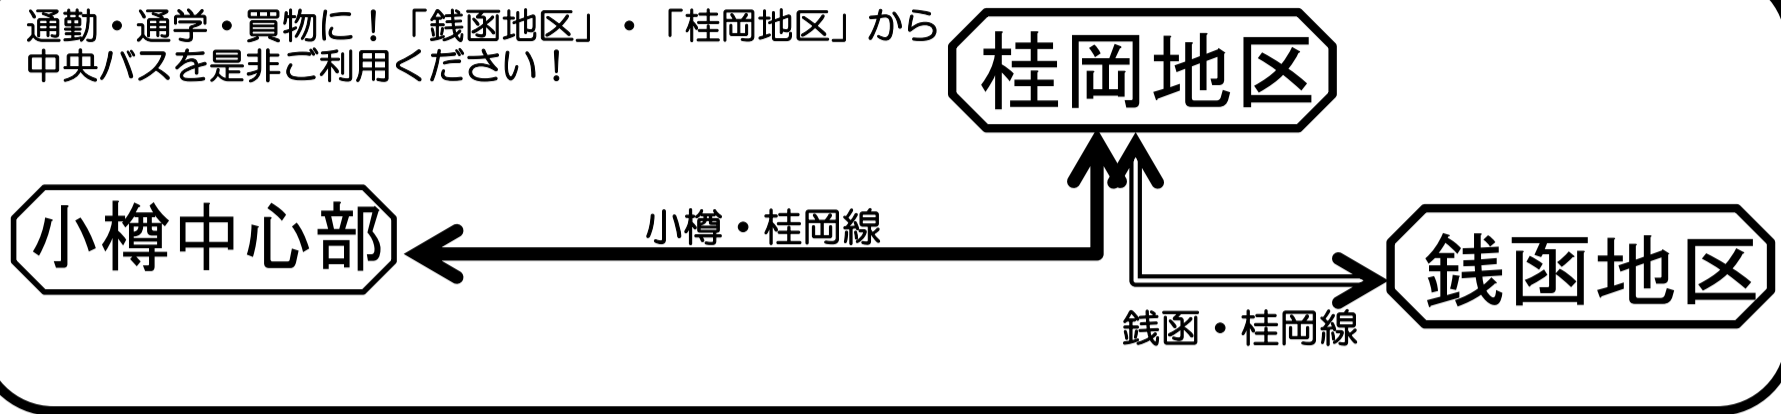 通勤・通学・買物に！「銭函地区」・「桂岡地区」から
中央バスを是非ご利用ください！
桂岡地区
小樽中心部
小樽・桂岡線
銭函地区
銭函・桂岡線